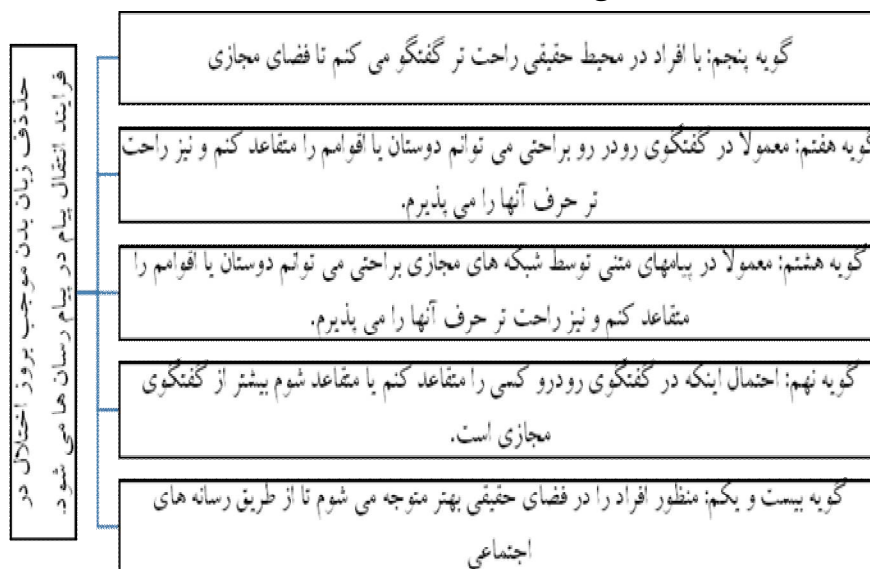 حذف زبان بدن موجب بروز اختلال در
فرایند انتقال پیام در پیام رسان ها می شود.
گویه پنجم: با افراد در محیط حقیقی راحت تر گفتگو می کنم تا فضای مجازی
گویه هفتم: معمولا در گفتگوی رودر رو براحتی می توانم دوستان یا اقوامم را متقاعد کنم و نیز راحت
تر حرف آنها را می پذیرم.
گویه هشتم: معمولا در پیامهای متنی توسط شبکه های مجازی براحتی می توانم دوستان یا اقوامم را
متقاعد کنم و نیز راحت تر حرف آنها را می پذیرم.
گویه نهم: احتمال اینکه در گفتگوی رودرو کسی را متقاعد کنم یا متقاعد شوم بیشتر از گفتگوی
مجازی است.
گویه بیست و یکم: منظور افراد را در فضای حقیقی بهتر متوجه می شوم تا از طریق رسانه های
اجتماعی